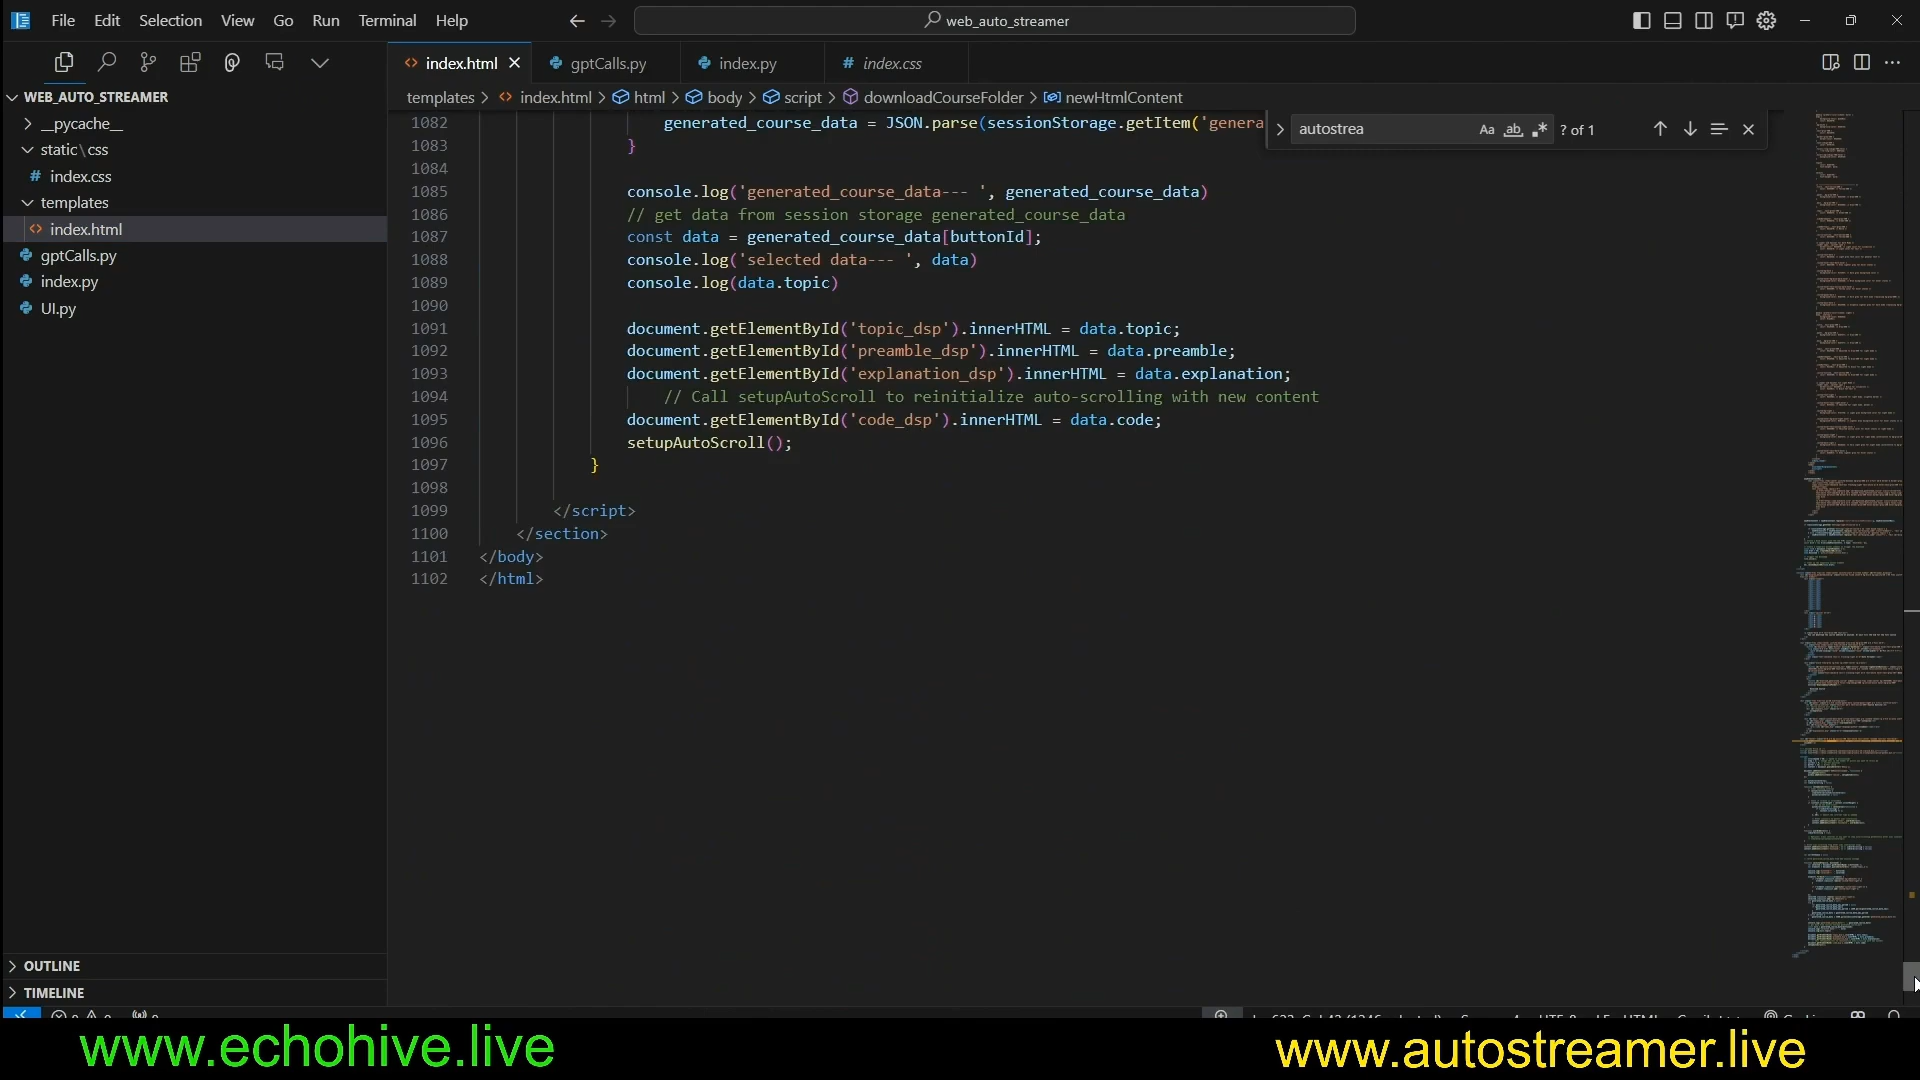 File Edit Selection View Go Run Terminal Help
web_auto_streamer
index.html
gptCalls.py
index.py
index.css
WEB_AUTO_STREAMER
__pycache__
static\css
index.css
templates
index.html
gptCalls.py
index.py
UI.py
OUTLINE
TIMELINE
templates > index.html > html > body > script > downloadCourseFolder > newHtmlContent
autostrea
Aa ab
? of 1
1082 generated_course_data = JSON.parse(sessionStorage.getItem('genera
1083 }
1084
1085 console.log('generated_course_data--- ', generated_course_data)
1086 // get data from session storage generated_course_data
1087 const data = generated_course_data[buttonId];
1088 console.log('selected data--- ', data)
1089 console.log(data.topic)
1090
1091 document.getElementById('topic_dsp').innerHTML = data.topic;
1092 document.getElementById('preamble_dsp').innerHTML = data.preamble;
1093 document.getElementById('explanation_dsp').innerHTML = data.explanation;
1094 // Call setupAutoScroll to reinitialize auto-scrolling with new content
1095 document.getElementById('code_dsp').innerHTML = data.code;
1096 setupAutoScroll();
1097 }
1098
1099 </script>
1100 </section>
1101 </body>
1102 </html>
www.echohive.live
www.autostreamer.live